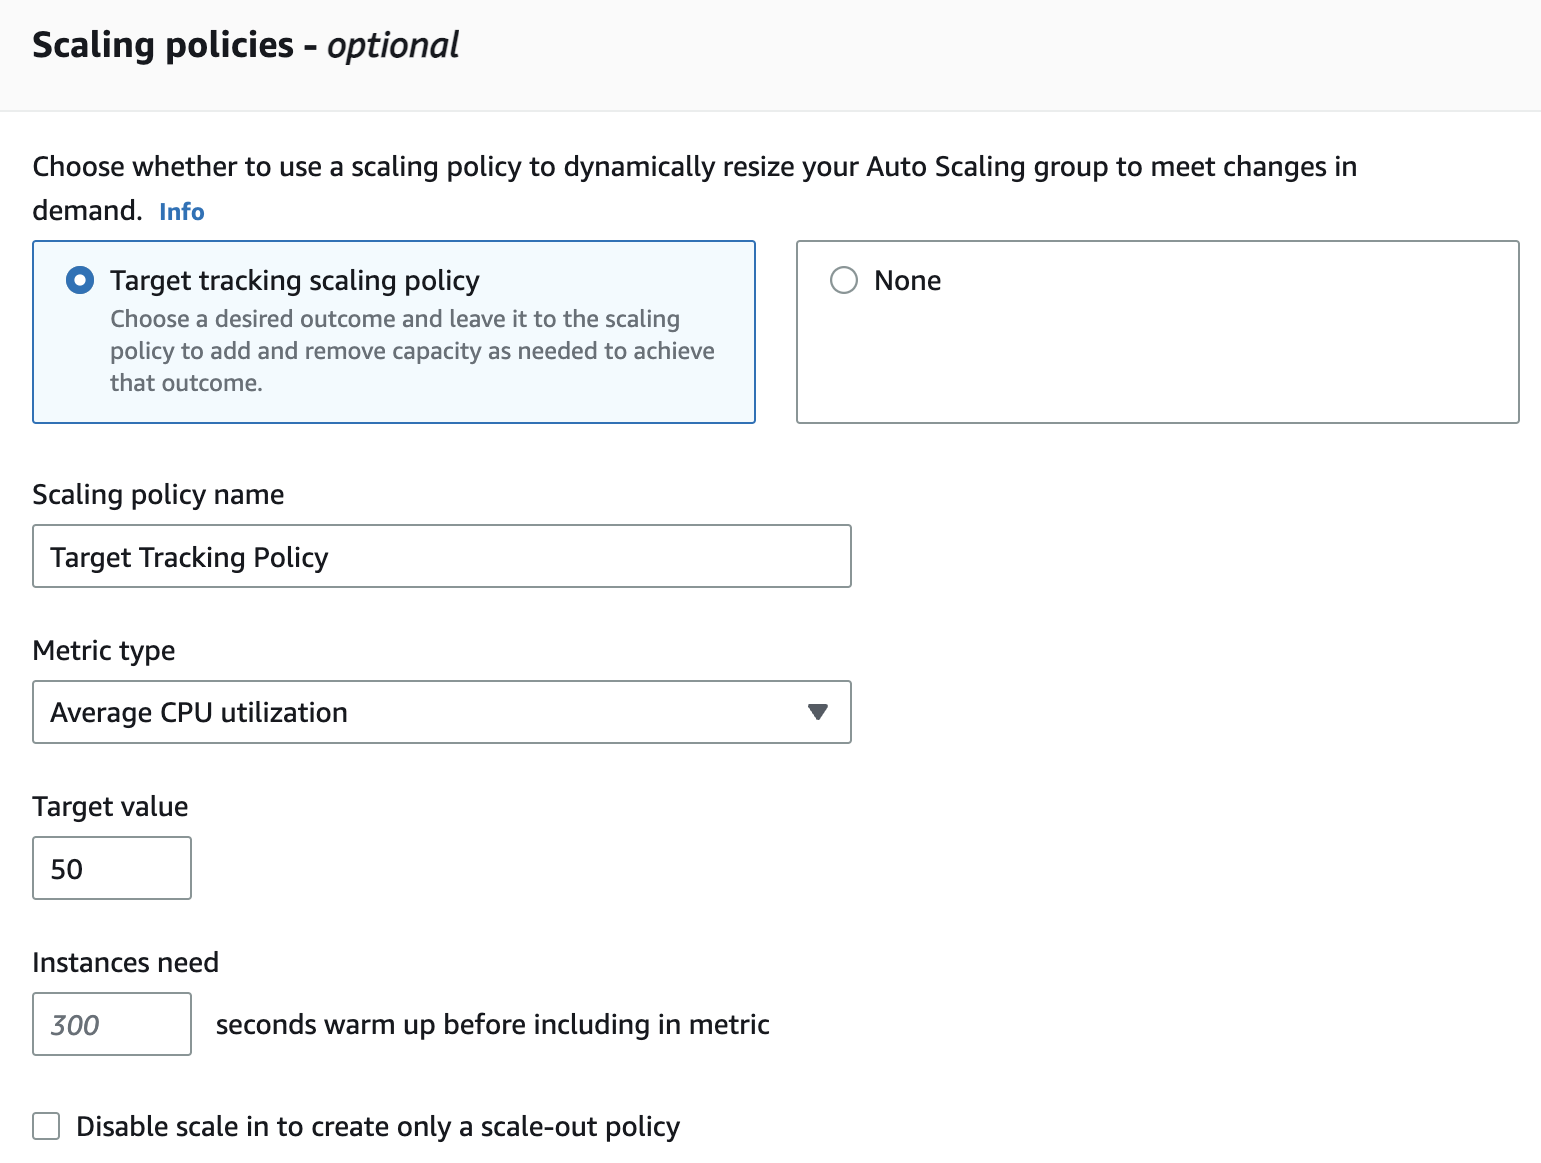 Scaling policies - optional
Choose whether to use a scaling policy to dynamically resize your Auto Scaling group to meet changes in
demand. Info
Target tracking scaling policy
Choose a desired outcome and leave it to the scaling
policy to add and remove capacity as needed to achieve
that outcome.
None
Scaling policy name
Target Tracking Policy
Metric type
Average CPU utilization
Target value
50
Instances need
300 seconds warm up before including in metric
Disable scale in to create only a scale-out policy